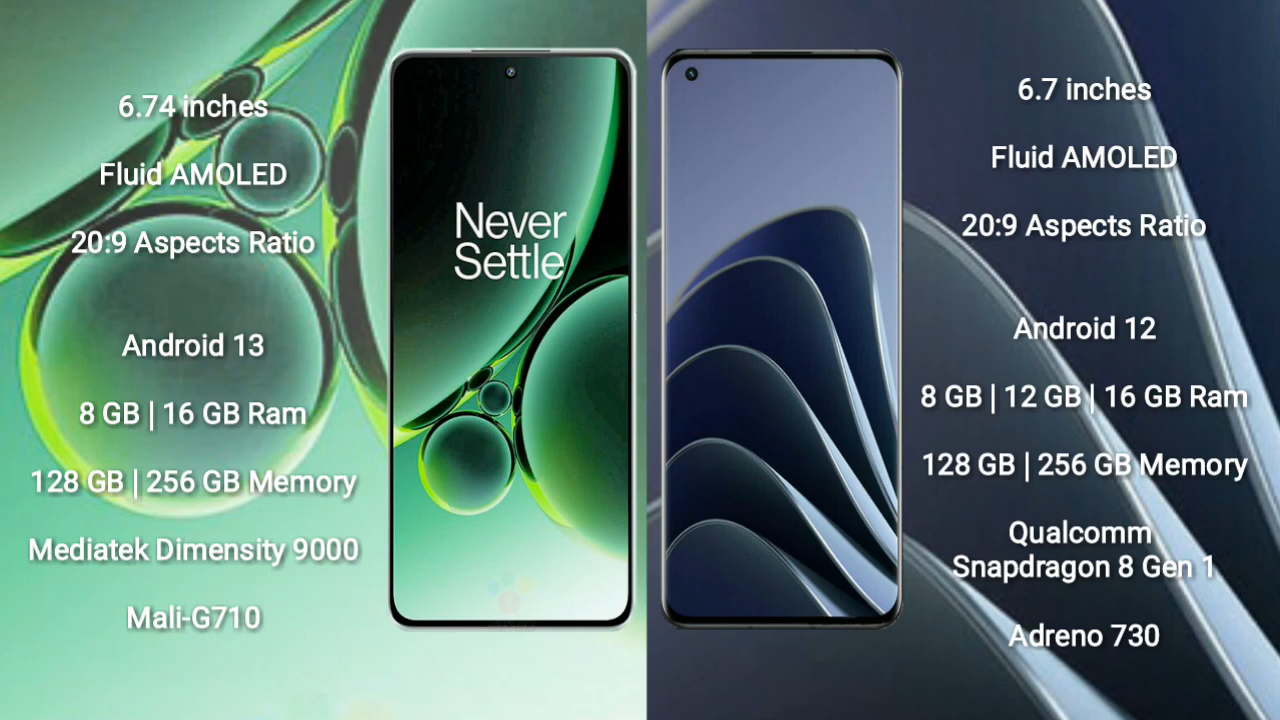 6.74 inches
Fluid AMOLED
20:9 Aspects Ratio
Android 13
8 GB | 16 GB Ram
128 GB | 256 GB Memory
Mediatek Dimensity 9000
Mali-G710
Never
Settle
6.7 inches
Fluid AMOLED
20:9 Aspects Ratio
Android 12
8 GB | 12 GB | 16 GB Ram
128 GB | 256 GB Memory
Qualcomm
Snapdragon 8 Gen 1
Adreno 730